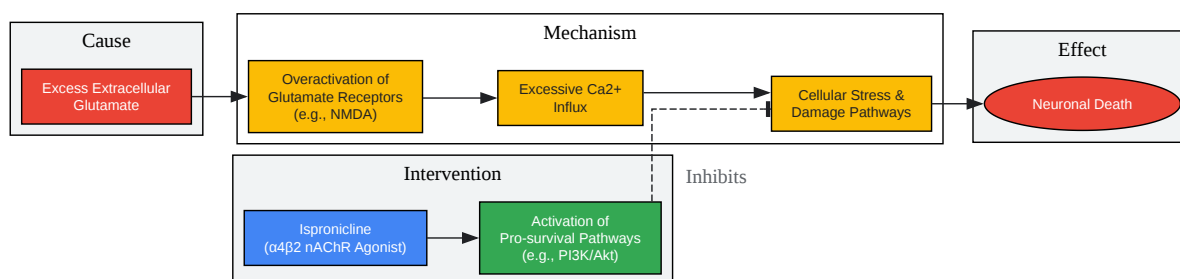 Cause
Excess Extracellular
Glutamate
Mechanism
Overactivation of
Glutamate Receptors
(e.g., NMDA)
Excessive Ca2+
Influx
Cellular Stress &
Damage Pathways
Effect
Neuronal Death
Intervention
Ispronicline
(α4β2 nAChR Agonist)
Activation of
Pro-survival Pathways
(e.g., PI3K/Akt)
Inhibits